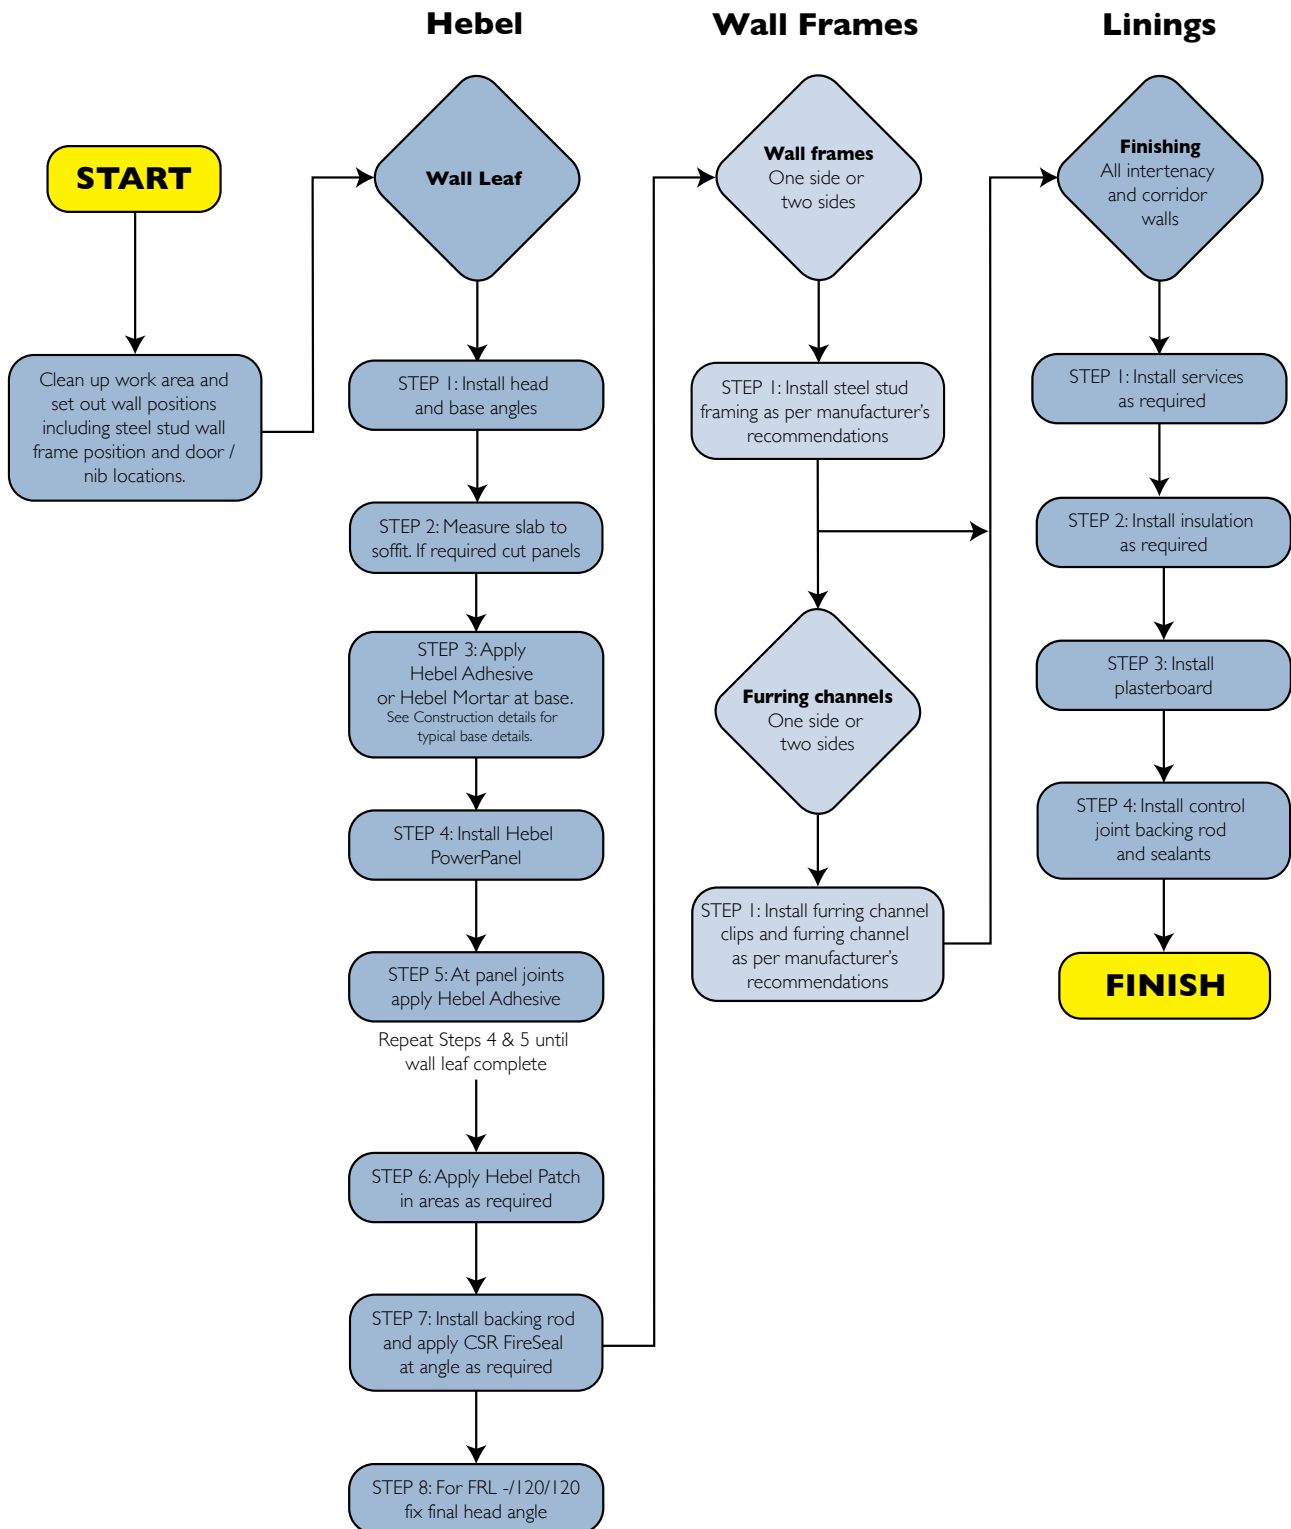 Hebel
Wall Frames
Linings
START
Clean up work area and
set out wall positions
including steel stud wall
frame position and door /
nib locations.
Wall Leaf
STEP 1: Install head
and base angles
STEP 2: Measure slab to
soffit. If required cut panels
STEP 3: Apply
Hebel Adhesive
or Hebel Mortar at base.
See Construction details for
typical base details.
STEP 4: Install Hebel
PowerPanel
STEP 5: At panel joints
apply Hebel Adhesive
Repeat Steps 4 & 5 until
wall leaf complete
STEP 6: Apply Hebel Patch
in areas as required
STEP 7: Install backing rod
and apply CSR FireSeal
at angle as required
STEP 8: For FRL -/120/120
fix final head angle
Wall frames
One side or
two sides
STEP 1: Install steel stud
framing as per manufacturer's
recommendations
Furring channels
One side or
two sides
STEP 1: Install furring channel
clips and furring channel
as per manufacturer's
recommendations
Finishing
All intertenacy
and corridor
walls
STEP 1: Install services
as required
STEP 2: Install insulation
as required
STEP 3: Install
plasterboard
STEP 4: Install control
joint backing rod
and sealants
FINISH